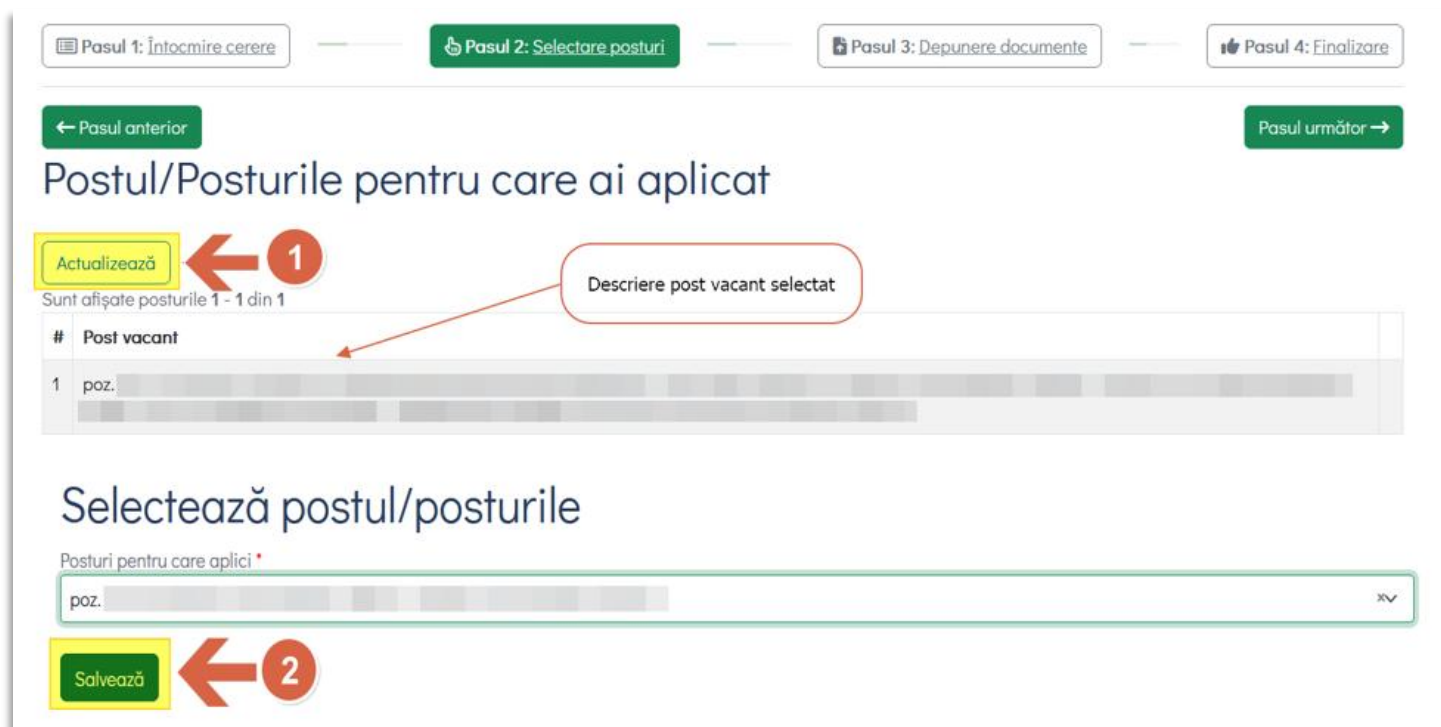 Pasul 1: Întocmire cerere
Pasul 2: Selectare posturi
Pasul 3: Depunere documente
Pasul 4: Finalizare
← Pasul anterior
Pasul următor →
Postul/Posturile pentru care ai aplicat
Actualizează
1
Descriere post vacant selectat
Sunt afișate posturile 1 - 1 din 1
# Post vacant
1 poz.
Selectează postul/posturile
Posturi pentru care aplici *
poz.
Salvează
2